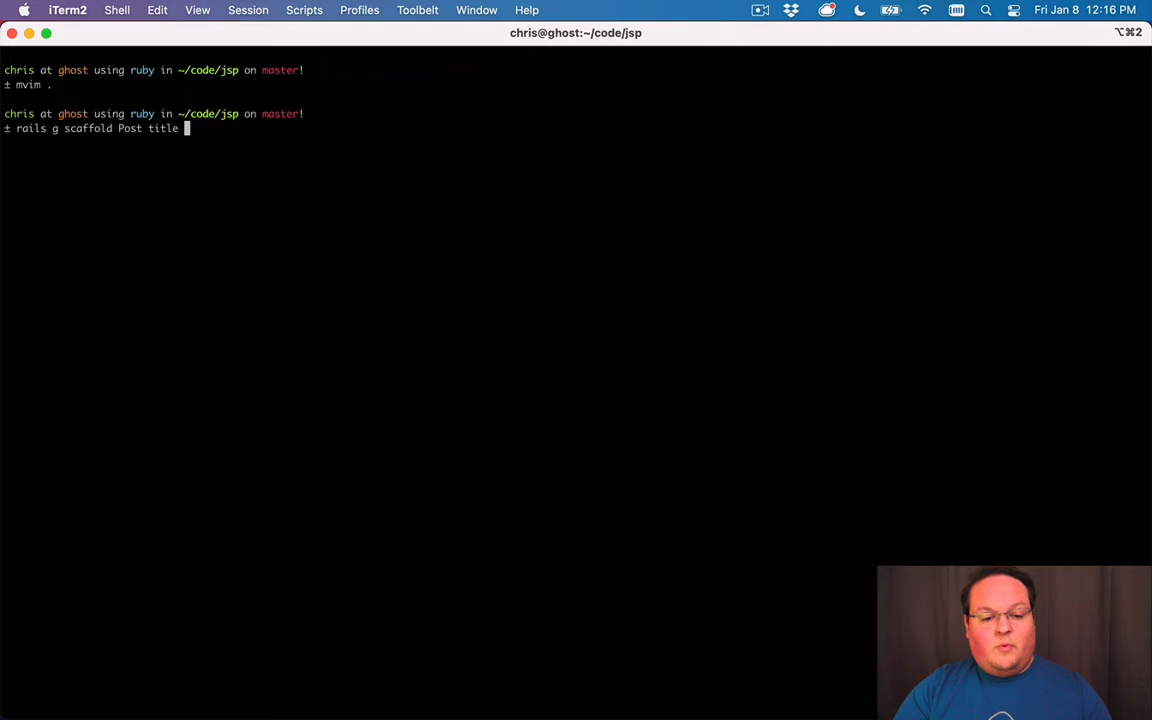 iTerm2 Shell Edit View Session Scripts Profiles Toolbelt Window Help Fri Jan 8 12:16 PM
chris@ghost:~/code/jsp ⌥⌘2
chris at ghost using ruby in ~/code/jsp on master!
± mvim .
chris at ghost using ruby in ~/code/jsp on master!
± rails g scaffold Post title